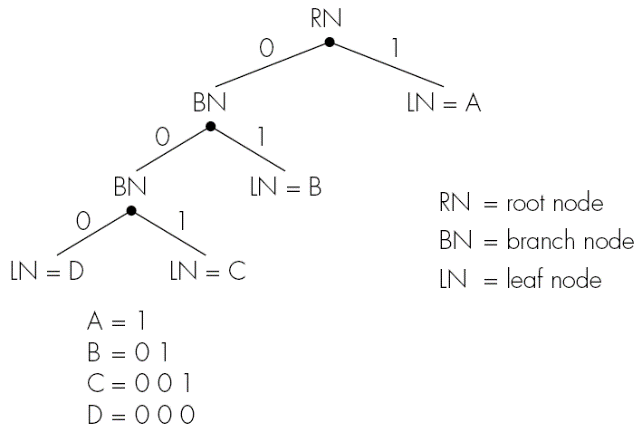 RN
0 1
BN LN = A
0 1
BN LN = B
0 1
LN = D LN = C
RN = root node
BN = branch node
LN = leaf node
A = 1
B = 0 1
C = 0 0 1
D = 0 0 0